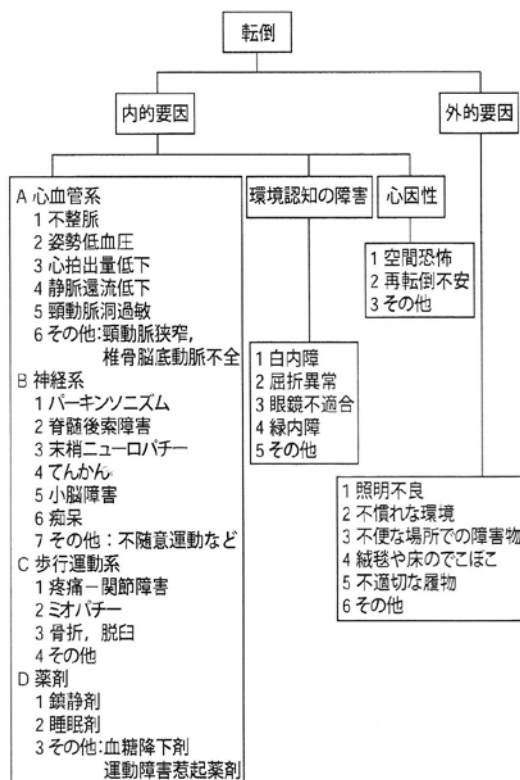 転倒
内的要因
外的要因
A 心血管系
1 不整脈
2 姿勢低血圧
3 心拍出量低下
4 静脈還流低下
5 頸動脈洞過敏
6 その他:頸動脈狭窄,
椎骨脳底動脈不全
B 神経系
1 パーキンソニズム
2 脊髄後索障害
3 末梢ニューロパチー
4 てんかん
5 小脳障害
6 痴呆
7 その他:不随意運動など
C 歩行運動系
1 疼痛−関節障害
2 ミオパチー
3 骨折,脱臼
4 その他
D 薬剤
1 鎮静剤
2 睡眠剤
3 その他:血糖降下剤
運動障害惹起薬剤
環境認知の障害
1 白内障
2 屈折異常
3 眼鏡不適合
4 緑内障
5 その他
心因性
1 空間恐怖
2 再転倒不安
3 その他
1 照明不良
2 不慣れな環境
3 不便な場所での障害物
4 絨毯や床のでこぼこ
5 不適切な履物
6 その他